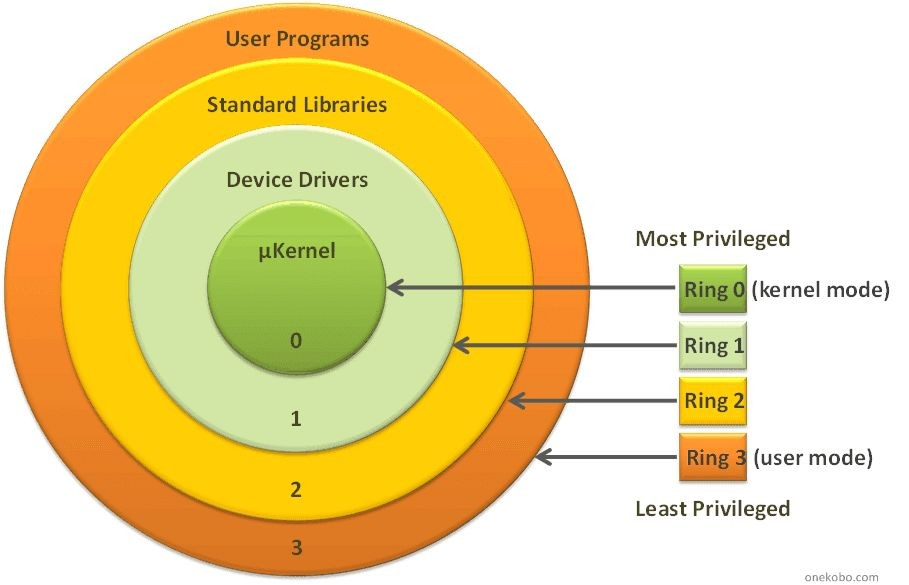 User Programs
Standard Libraries
Device Drivers
µKernel
0
1
2
3
Most Privileged
Ring 0 (kernel mode)
Ring 1
Ring 2
Ring 3 (user mode)
Least Privileged
onekobo.com